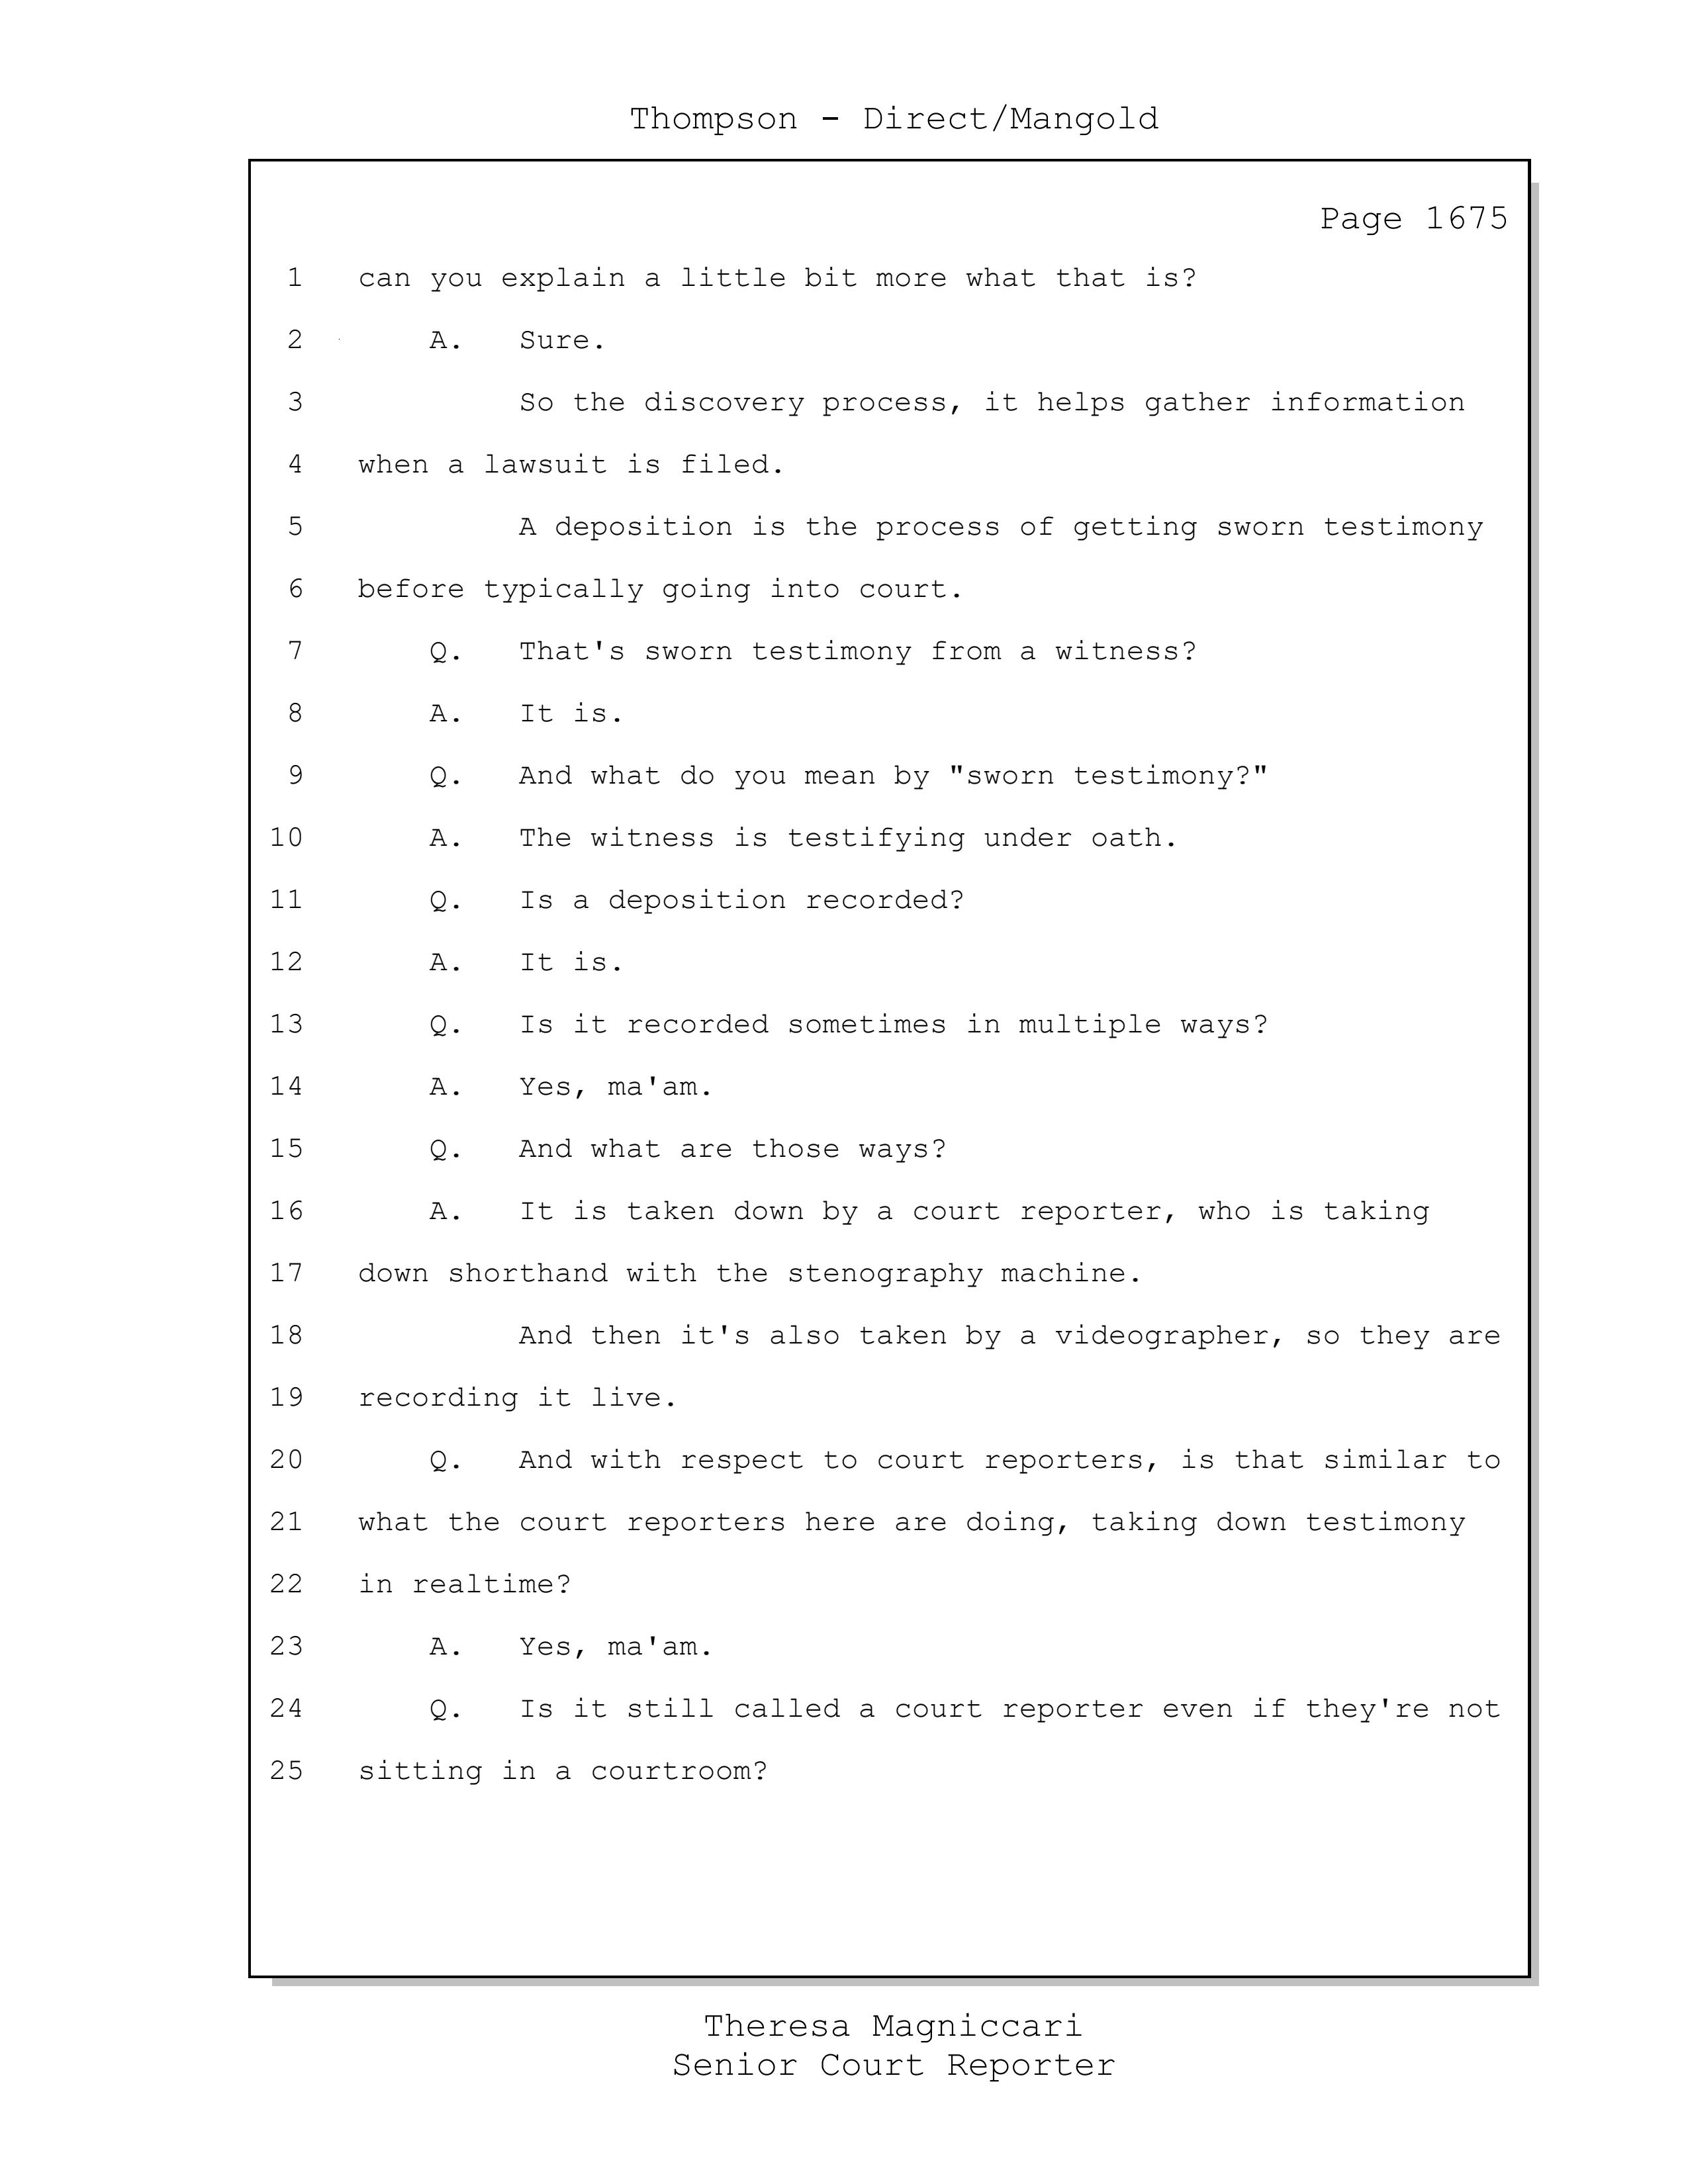 Thompson - Direct/Mangold
Page 1675
1 can you explain a little bit more what that is?
2 A. Sure.
3 So the discovery process, it helps gather information
4 when a lawsuit is filed.
5 A deposition is the process of getting sworn testimony
6 before typically going into court.
7 Q. That's sworn testimony from a witness?
8 A. It is.
9 Q. And what do you mean by "sworn testimony?"
10 A. The witness is testifying under oath.
11 Q. Is a deposition recorded?
12 A. It is.
13 Q. Is it recorded sometimes in multiple ways?
14 A. Yes, ma'am.
15 Q. And what are those ways?
16 A. It is taken down by a court reporter, who is taking
17 down shorthand with the stenography machine.
18 And then it's also taken by a videographer, so they are
19 recording it live.
20 Q. And with respect to court reporters, is that similar to
21 what the court reporters here are doing, taking down testimony
22 in realtime?
23 A. Yes, ma'am.
24 Q. Is it still called a court reporter even if they're not
25 sitting in a courtroom?
Theresa Magniccari
Senior Court Reporter